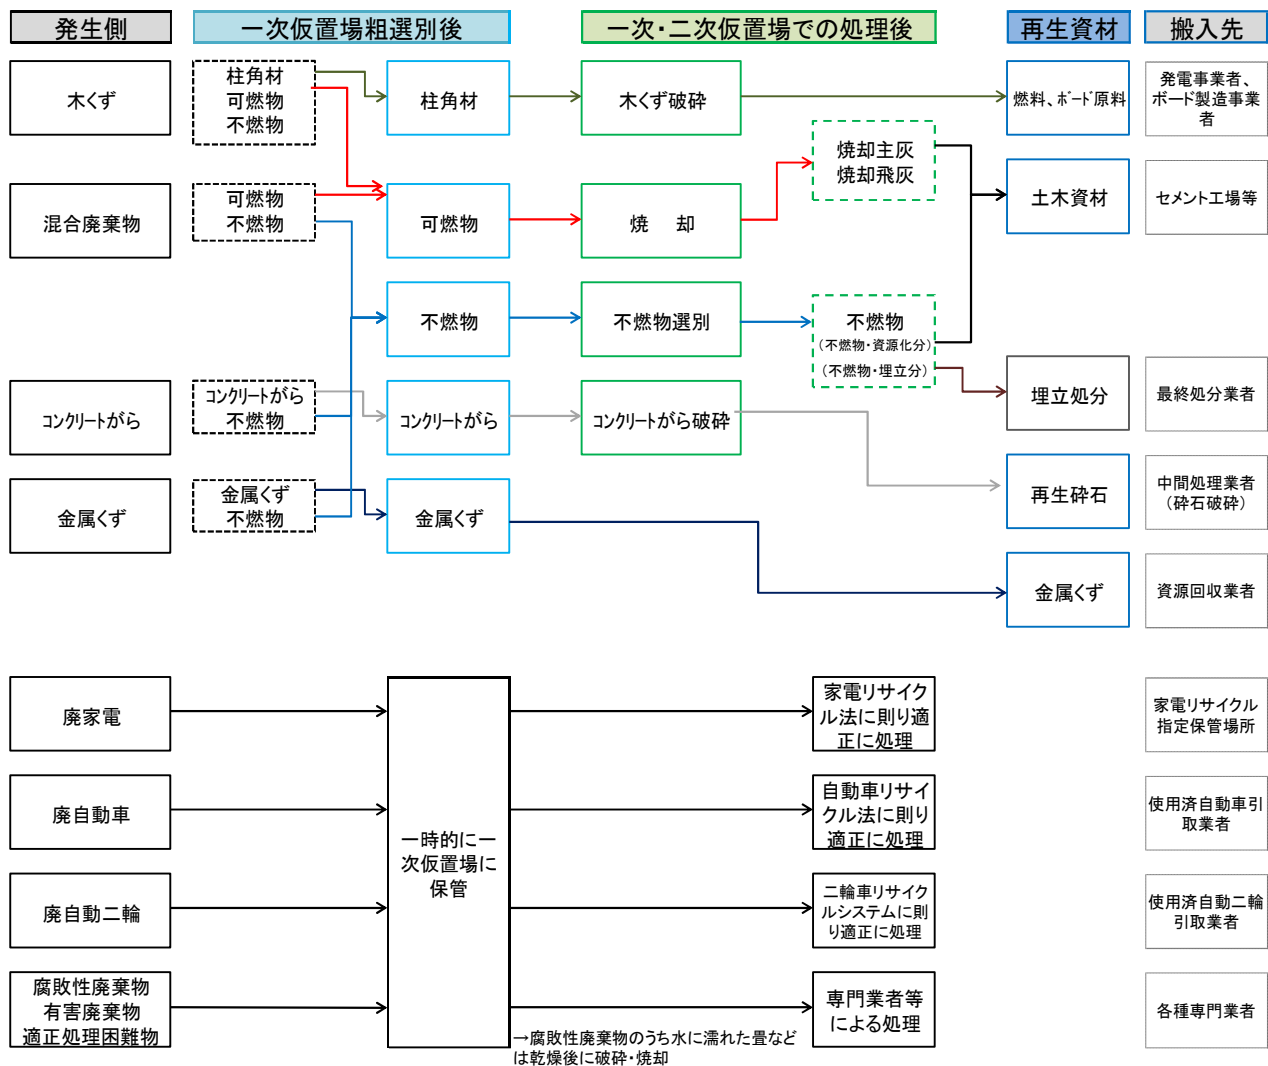 発生側
一次仮置場粗選別後
一次・二次仮置場での処理後
再生資材
搬入先
木くず
柱角材
可燃物
不燃物
柱角材
木くず破砕
燃料、ボード原料
発電事業者、
ボード製造事業
者
焼却主灰
焼却飛灰
混合廃棄物
可燃物
不燃物
可燃物
焼　却
土木資材
セメント工場等
不燃物
不燃物選別
不燃物
（不燃物・資源化分）
（不燃物・埋立分）
埋立処分
最終処分業者
コンクリートがら
コンクリートがら
不燃物
コンクリートがら
コンクリートがら破砕
再生砕石
中間処理業者
（砕石破砕）
金属くず
金属くず
不燃物
金属くず
金属くず
資源回収業者
廃家電
一時的に一
次仮置場に
保管
家電リサイク
ル法に則り適
正に処理
家電リサイクル
指定保管場所
廃自動車
自動車リサイ
クル法に則り
適正に処理
使用済自動車引
取業者
廃自動二輪
二輪車リサイク
ルシステムに則
り適正に処理
使用済自動二輪
引取業者
腐敗性廃棄物
有害廃棄物
適正処理困難物
専門業者等
による処理
各種専門業者
→腐敗性廃棄物のうち水に濡れた畳など
は乾燥後に破砕・焼却